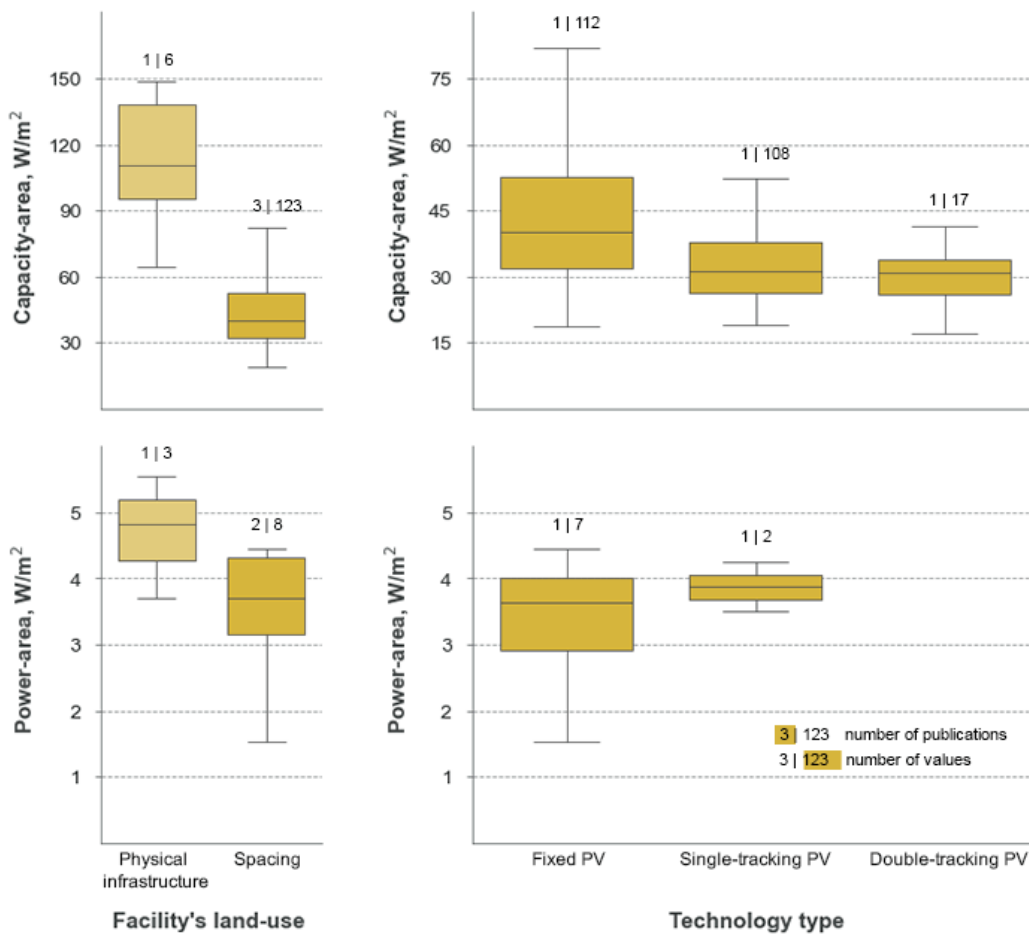 Capacity-area, W/m²
150
120
90
60
30
1 | 6
3 | 123
Capacity-area, W/m²
75
60
45
30
15
1 | 112
1 | 108
1 | 17
Power-area, W/m²
5
4
3
2
1
1 | 3
2 | 8
Physical
infrastructure
Spacing
Facility's land-use
Power-area, W/m²
5
4
3
2
1
1 | 7
1 | 2
3 | 123 number of publications
3 | 123 number of values
Fixed PV
Single-tracking PV
Double-tracking PV
Technology type